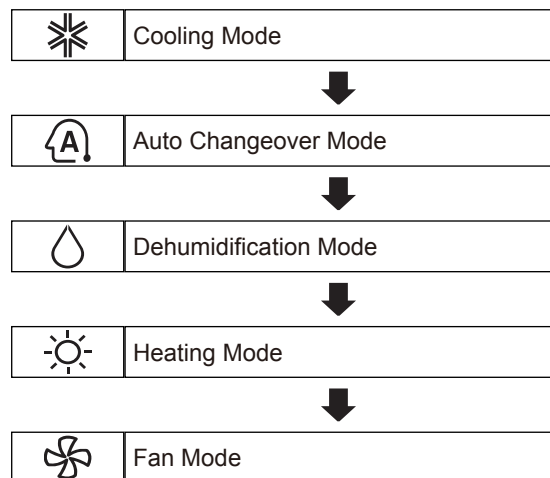 Cooling Mode
A
Auto Changeover Mode
Dehumidification Mode
Heating Mode
Fan Mode